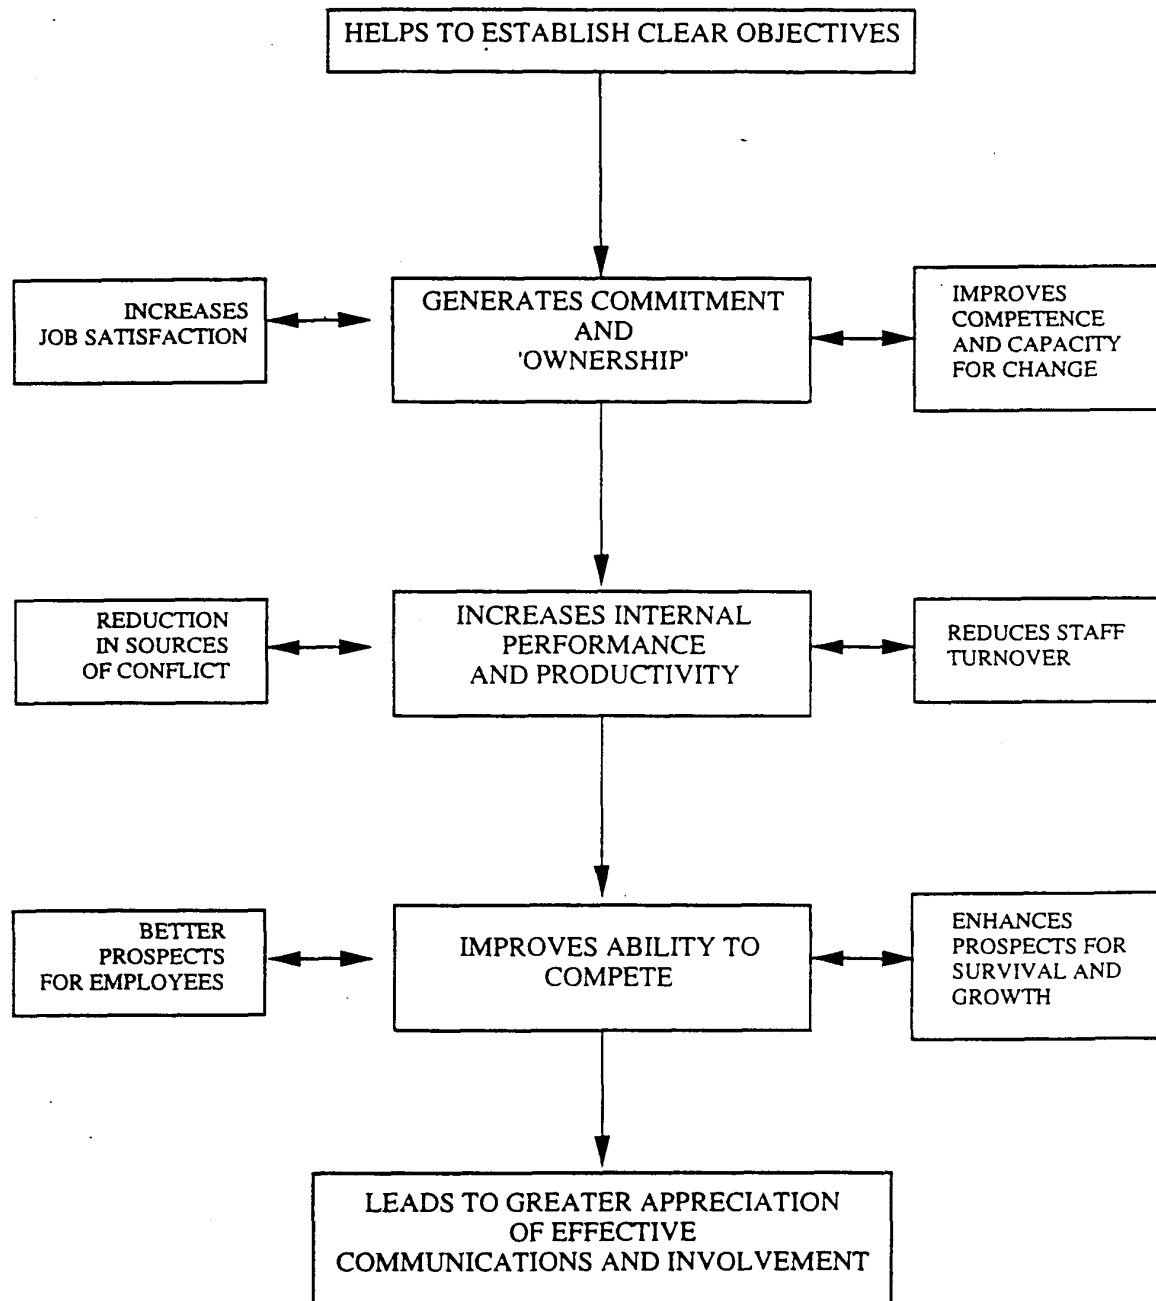 HELPS TO ESTABLISH CLEAR OBJECTIVES
INCREASES
JOB SATISFACTION
GENERATES COMMITMENT
AND
'OWNERSHIP'
IMPROVES
COMPETENCE
AND CAPACITY
FOR CHANGE
REDUCTION
IN SOURCES
OF CONFLICT
INCREASES INTERNAL
PERFORMANCE
AND PRODUCTIVITY
REDUCES STAFF
TURNOVER
BETTER
PROSPECTS
FOR EMPLOYEES
IMPROVES ABILITY TO
COMPETE
ENHANCES
PROSPECTS FOR
SURVIVAL AND
GROWTH
LEADS TO GREATER APPRECIATION
OF EFFECTIVE
COMMUNICATIONS AND INVOLVEMENT